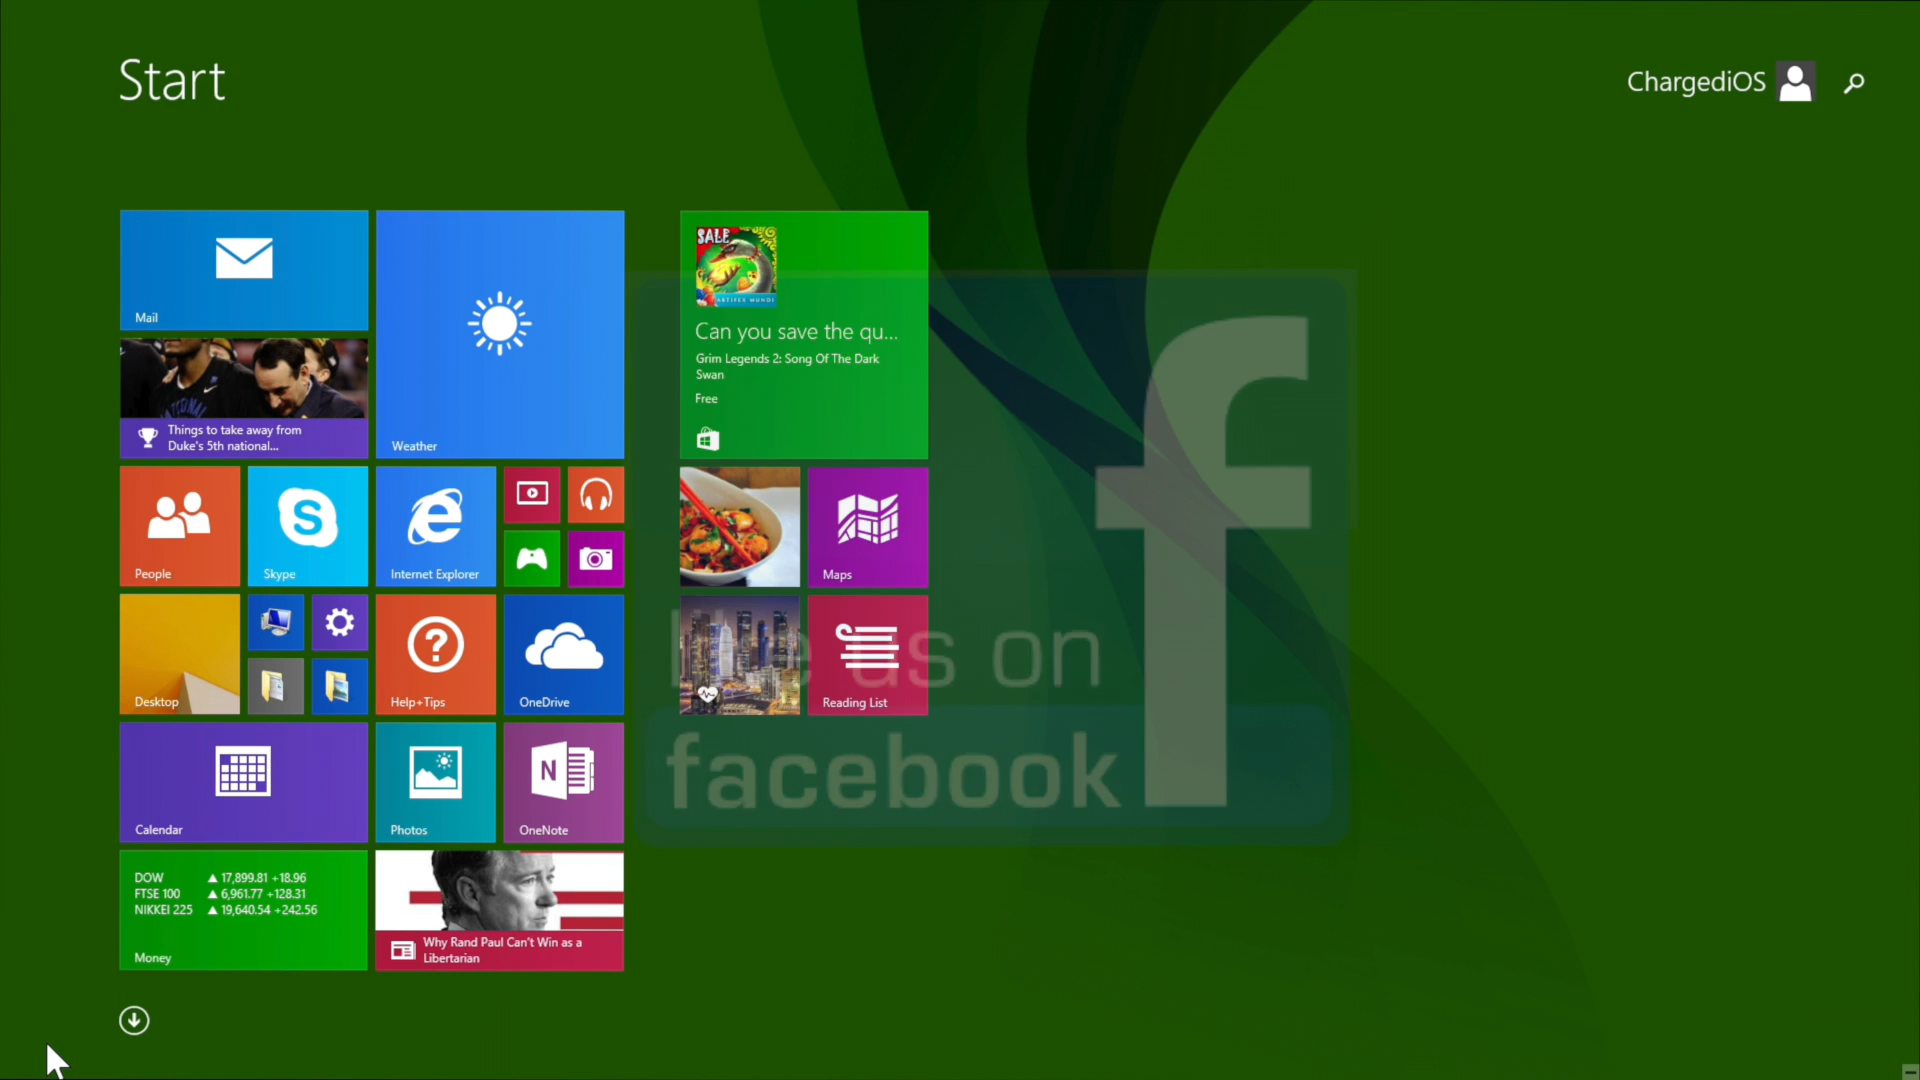 Start
ChargediOS
Mail
Things to take away from
Duke's 5th national...
Weather
People
Skype
Internet Explorer
Desktop
Help+Tips
OneDrive
Calendar
Photos
N
OneNote
DOW ▲ 17,899.81 +18.96
FTSE 100 ▲ 6,961.77 +128.31
NIKKEI 225 ▲ 19,640.54 +242.56
Money
Why Rand Paul Can't Win as a
Libertarian
SALE
ARTIFEX MUNDI
Can you save the qu...
Grim Legends 2: Song Of The Dark
Swan
Free
Maps
Reading List
us on
facebook
f